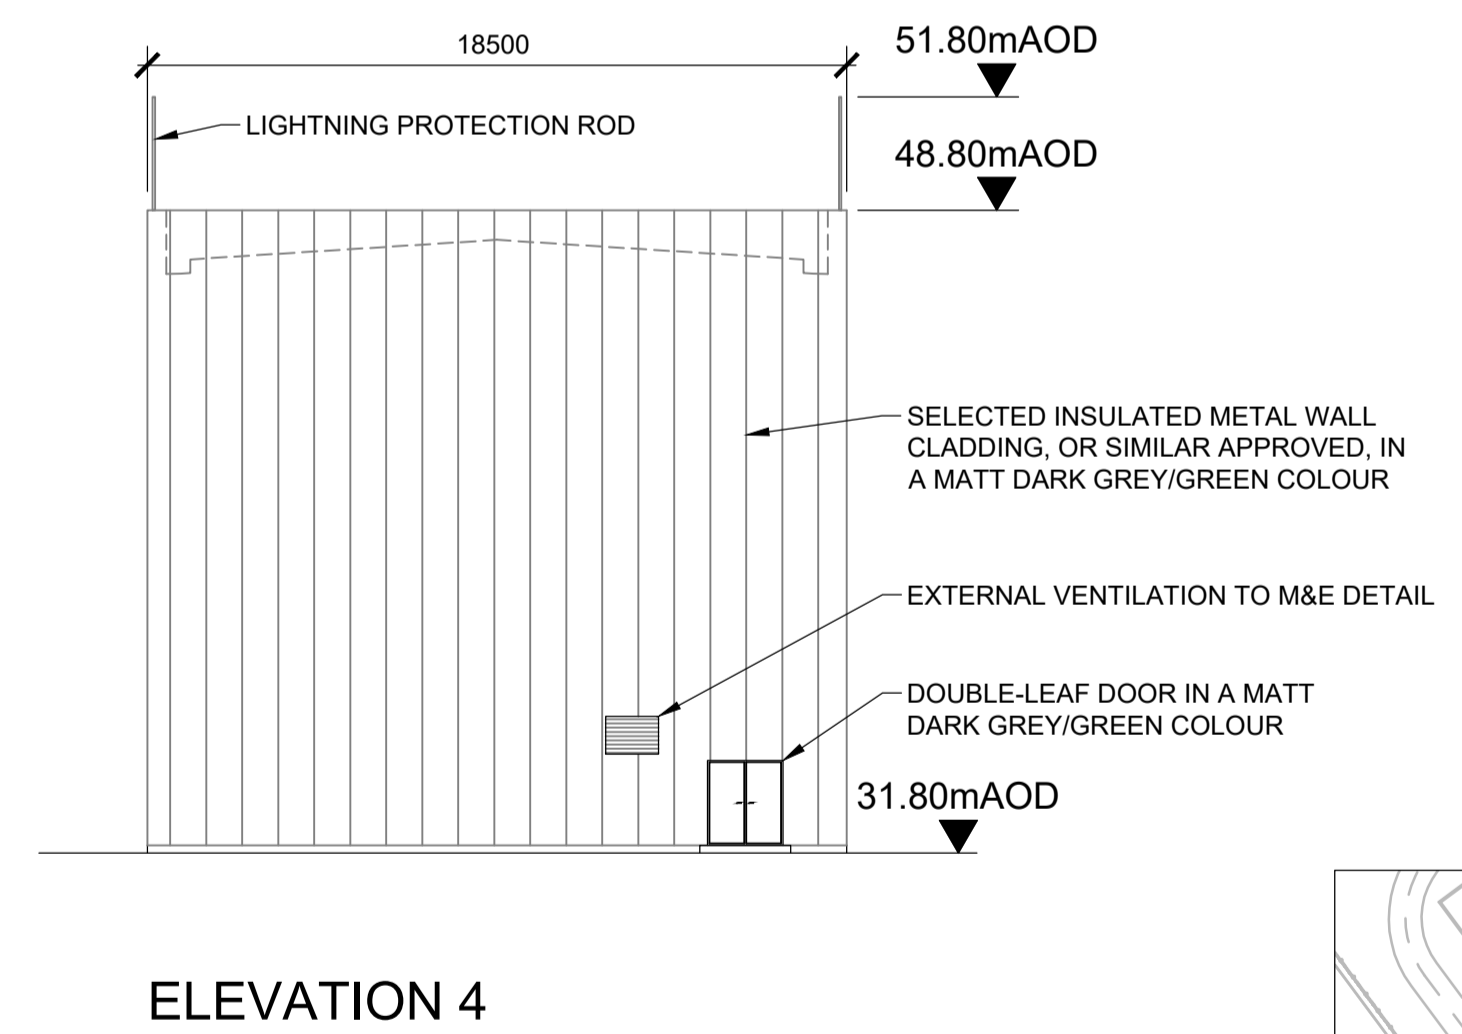 18500
51.80mAOD
LIGHTNING PROTECTION ROD
48.80mAOD
SELECTED INSULATED METAL WALL
CLADDING, OR SIMILAR APPROVED, IN
A MATT DARK GREY/GREEN COLOUR
EXTERNAL VENTILATION TO M&E DETAIL
DOUBLE-LEAF DOOR IN A MATT
DARK GREY/GREEN COLOUR
31.80mAOD
ELEVATION 4